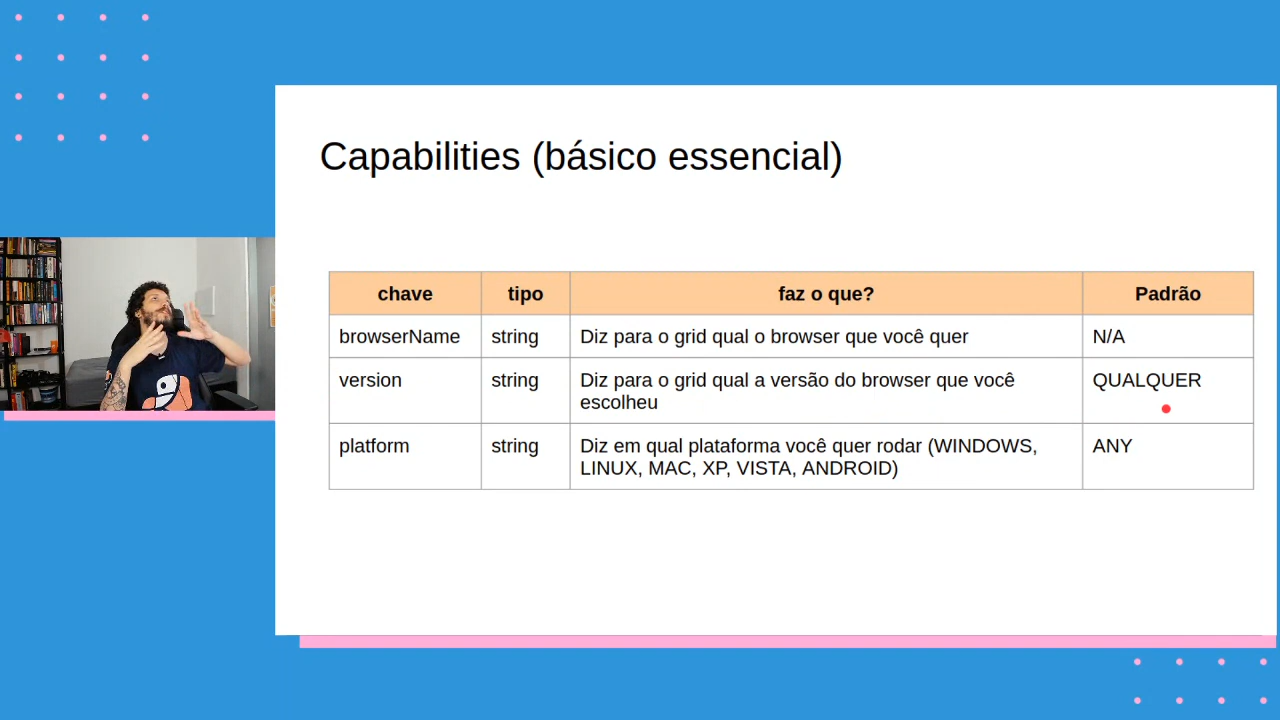 Capabilities (básico essencial)
chave tipo faz o que? Padrão
browserName string Diz para o grid qual o browser que você quer N/A
version string Diz para o grid qual a versão do browser que você QUALQUER
escolheu
platform string Diz em qual plataforma você quer rodar (WINDOWS, ANY
LINUX, MAC, XP, VISTA, ANDROID)